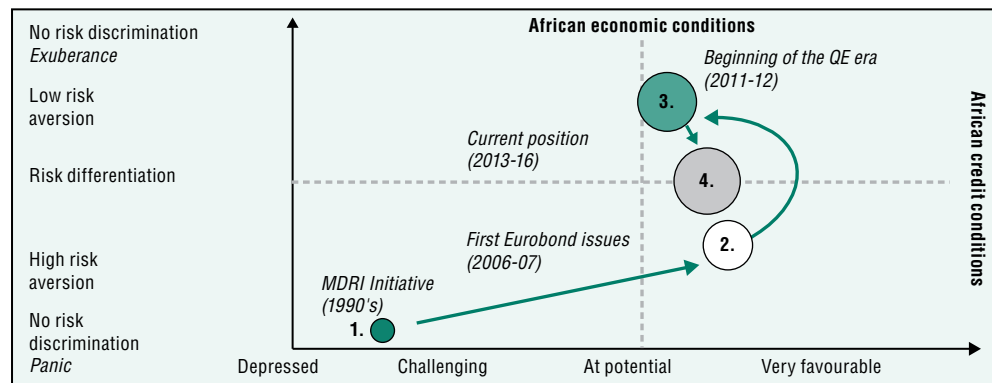 African economic conditions
No risk discrimination
Exuberance
Low risk
aversion
Risk differentiation
High risk
aversion
No risk
discrimination
Panic
Beginning of the QE era
(2011-12)
3.
Current position
(2013-16)
4.
First Eurobond issues
(2006-07)
2.
MDRI Initiative
(1990's)
1.
Depressed
Challenging
At potential
Very favourable
African credit conditions